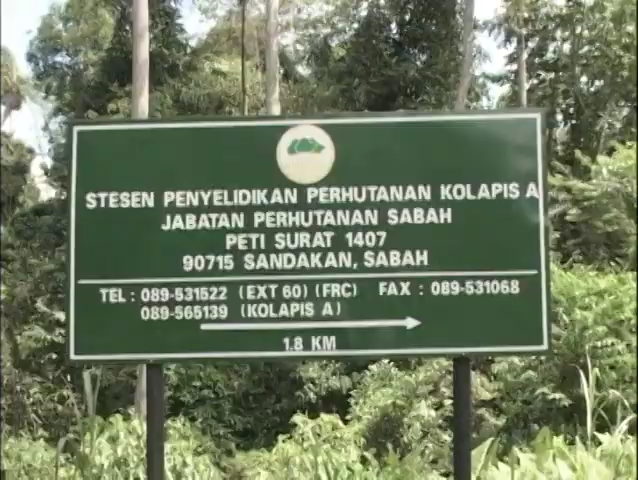 STESEN PENYELIDIKAN PERHUTANAN KOLAPIS A
JABATAN PERHUTANAN SABAH
PETI SURAT 1407
90715 SANDAKAN, SABAH
TEL : 089-531522 (EXT 60) (FRC) FAX : 089-531068
089-565139 (KOLAPIS A)
1.8 KM